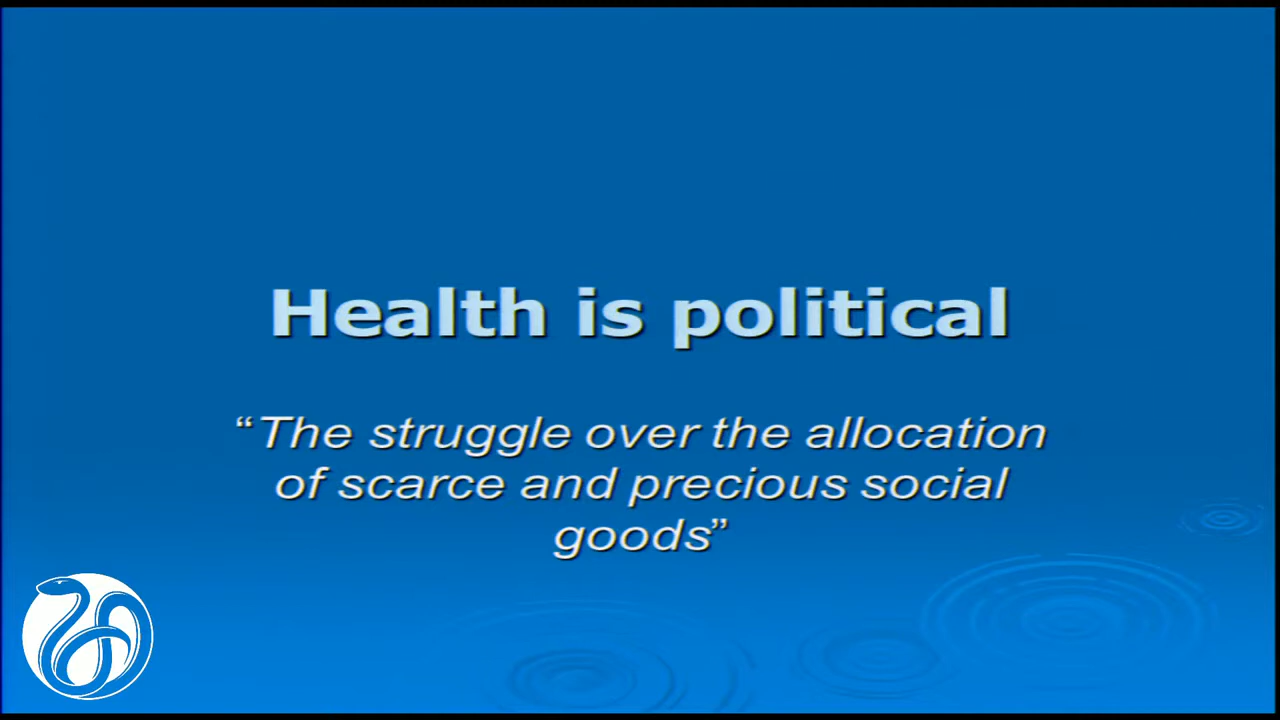 Health is political
“The struggle over the allocation
of scarce and precious social
goods”